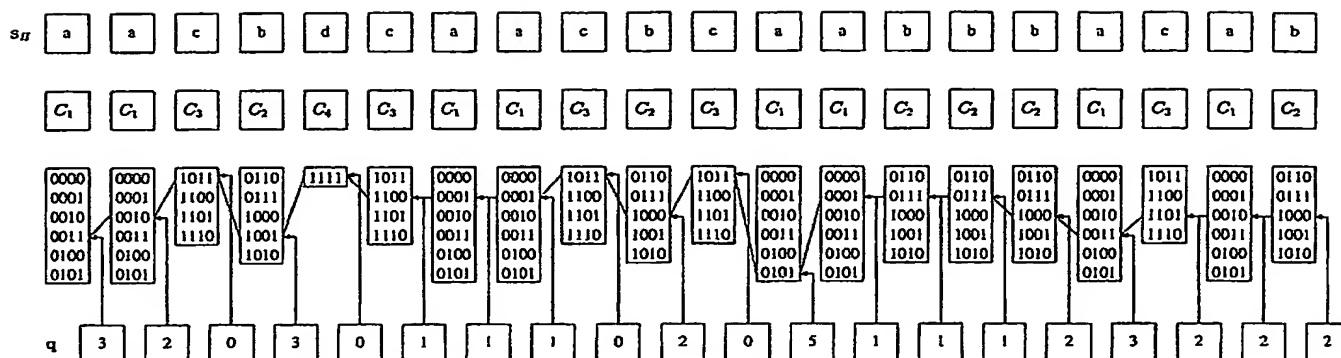 s_H a a c b d c a a c b c a a b b b a c a b
C₁ C₁ C₃ C₂ C₄ C₃ C₁ C₁ C₃ C₂ C₃ C₁ C₁ C₂ C₂ C₂ C₁ C₃ C₁ C₂
0000 0000 1011 0110 1111 1011 0000 0000 1011 0110 1011 0000 0000 0110 0110 0110 0000 1011 0000 0110
0001 0001 1100 0111 1100 0001 0001 1100 0111 1100 0001 0001 0111 0111 0111 0001 1100 0001 0111
0010 0010 1101 1000 1101 0010 0010 1101 1000 1101 0010 0010 1000 1000 1000 0010 1101 0010 1000
0011 0011 1110 1001 1110 0011 0011 1110 1001 1110 0011 0011 1001 1001 1001 0011 1110 0011 1001
0100 0100 1010 0100 0100 1010 0100 0100 1010 1010 1010 0100 0100 1010
0101 0101 0101 0101 0101 0101 0101 0101
q 3 2 0 3 0 1 1 1 0 2 0 5 1 1 1 2 3 2 2 2